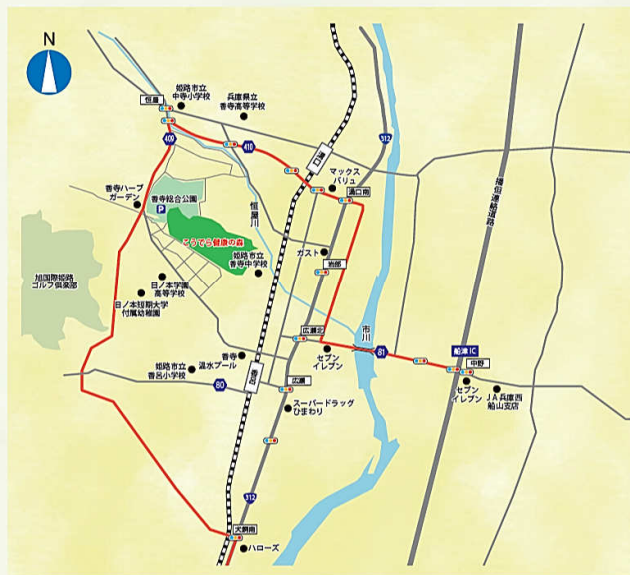 N
恒屋
姫路市立
中寺小学校
兵庫県立
香寺高等学校
409
410
312
溝口
マックス
バリュ
溝口南
播但連絡道路
香寺ハーブ
ガーデン
香寺総合公園
P
こうでら健康の森
恒屋川
姫路市立
香寺中学校
ガスト
岩部
旭国際姫路
ゴルフ倶楽部
日ノ本学園
高等学校
日ノ本短期大学
付属幼稚園
市川
広瀬北
セブン
イレブン
81
船津IC
中野
セブン
イレブン
JA兵庫西
船山支店
香寺
温水プール
姫路市立
香呂小学校
80
香呂
広瀬
スーパードラッグ
ひまわり
312
犬飼南
ハローズ